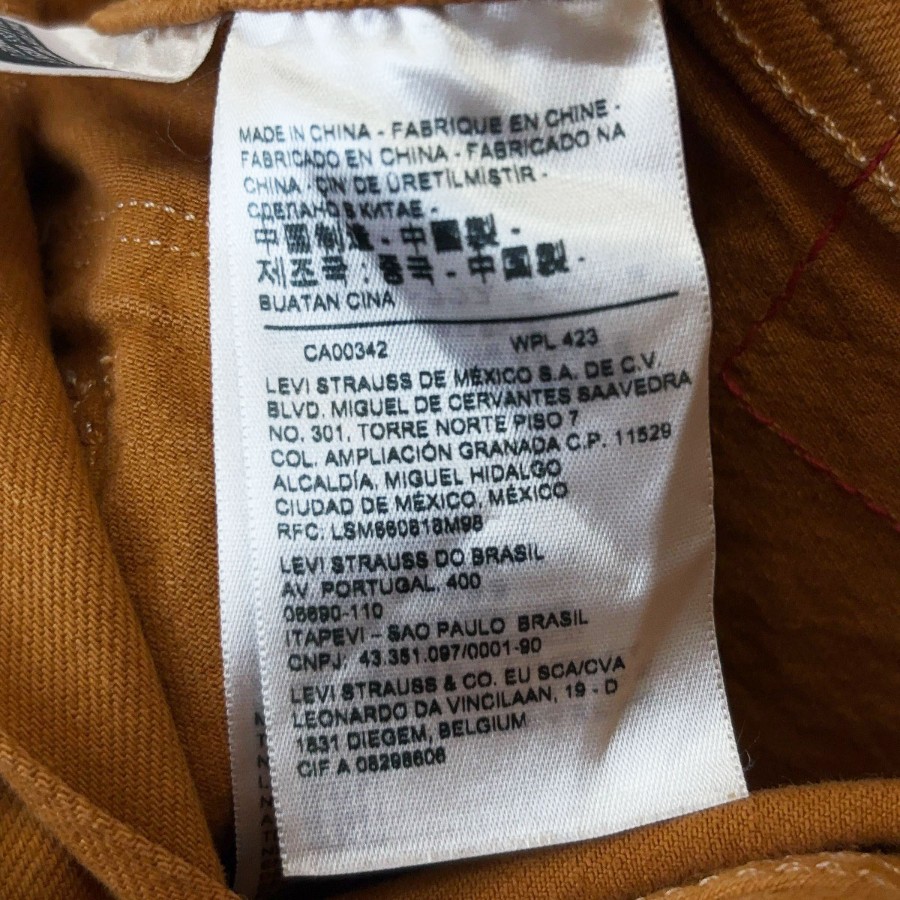 MADE IN CHINA - FABRIQUE EN CHINE -
FABRICADO EN CHINA - FABRICADO NA
CHINA - ÇIN DE ÜRETİLMİSTİR -
СДЕЛАНО В КИТАЕ -
中國制造 - 中國製 -
제조국 : 중국 - 中国製 -
BUATAN CINA
CA00342 WPL 423
LEVI STRAUSS DE MÉXICO S.A. DE C.V.
BLVD. MIGUEL DE CERVANTES SAAVEDRA
NO. 301, TORRE NORTE PISO 7
COL. AMPLIACIÓN GRANADA C.P. 11529
ALCALDÍA, MIGUEL HIDALGO
CIUDAD DE MÉXICO, MÉXICO
RFC: LSM660818M98
LEVI STRAUSS DO BRASIL
AV. PORTUGAL, 400
06690-110
ITAPEVI - SAO PAULO BRASIL
CNPJ: 43.351.097/0001-90
LEVI STRAUSS & CO. EU SCA/CVA
LEONARDO DA VINCILAAN, 19 - D
1831 DIEGEM, BELGIUM
CIF A 08298606